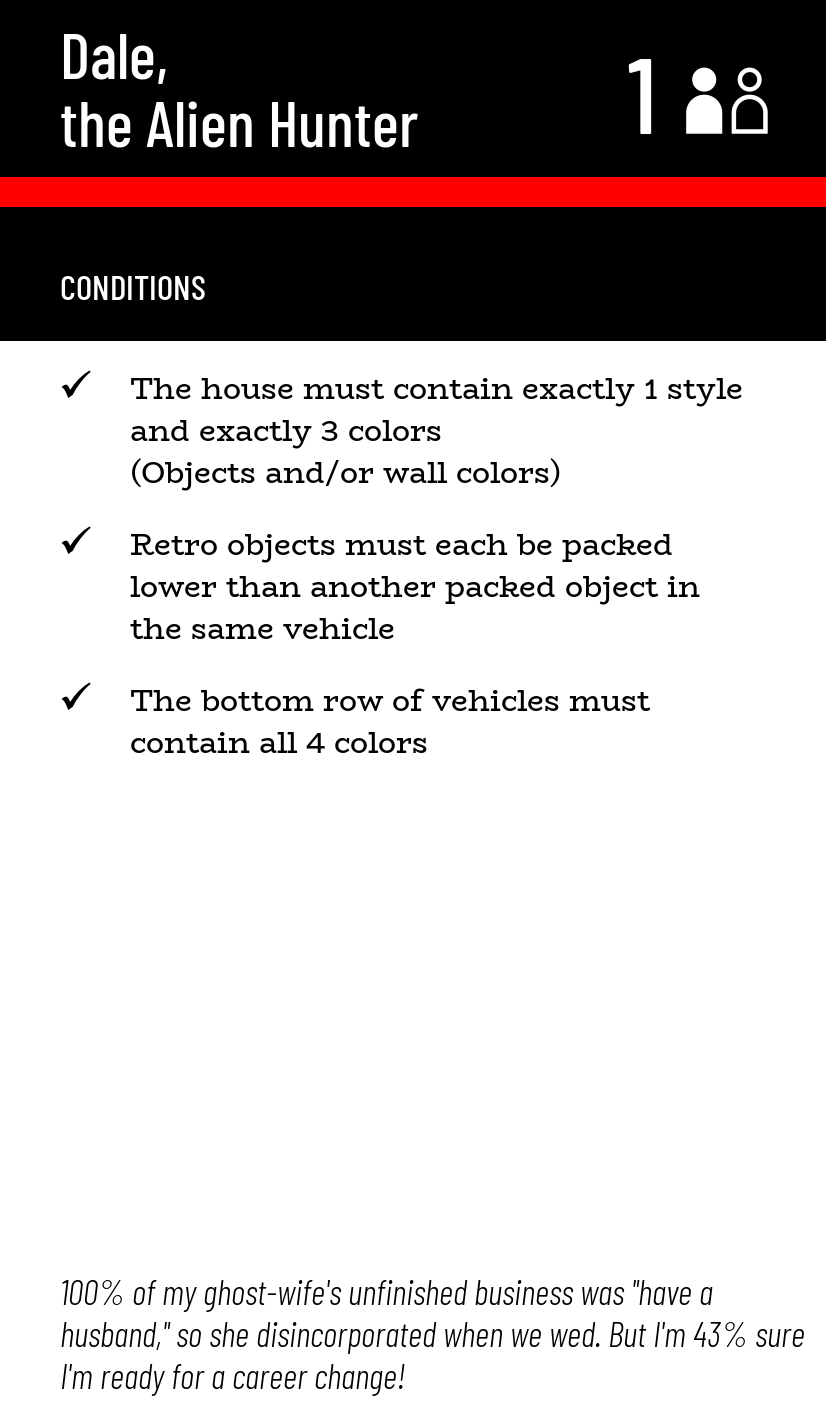 Dale,
the Alien Hunter
1
CONDITIONS
✓ The house must contain exactly 1 style
and exactly 3 colors
(Objects and/or wall colors)
✓ Retro objects must each be packed
lower than another packed object in
the same vehicle
✓ The bottom row of vehicles must
contain all 4 colors
100% of my ghost-wife's unfinished business was "have a
husband," so she disincorporated when we wed. But I'm 43% sure
I'm ready for a career change!